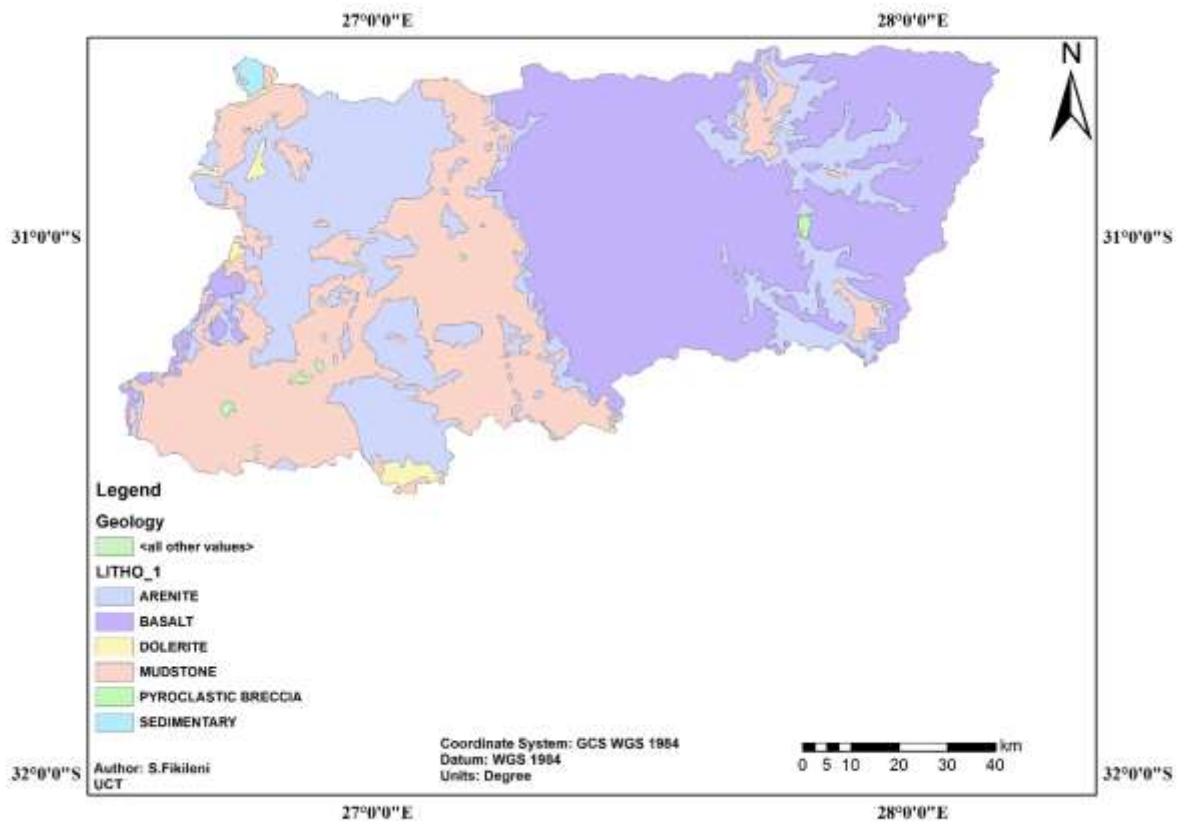 27°0'0"E
28°0'0"E
N
31°0'0"S
31°0'0"S
Legend
Geology
<all other values>
LITHO_1
ARENITE
BASALT
DOLERITE
MUDSTONE
PYROCLASTIC BRECCIA
SEDIMENTARY
Author: S.Fikileni
UCT
Coordinate System: GCS WGS 1984
Datum: WGS 1984
Units: Degree
km
0 5 10 20 30 40
32°0'0"S
32°0'0"S
27°0'0"E
28°0'0"E